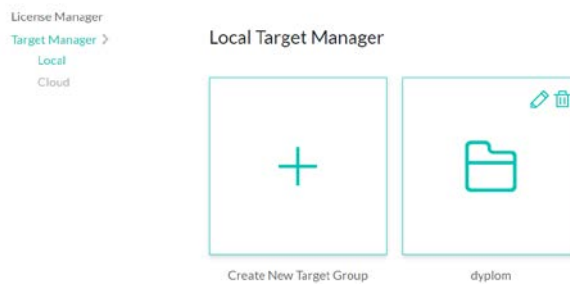 License Manager
Target Manager >
Local
Cloud
Local Target Manager
Create New Target Group
dyplom